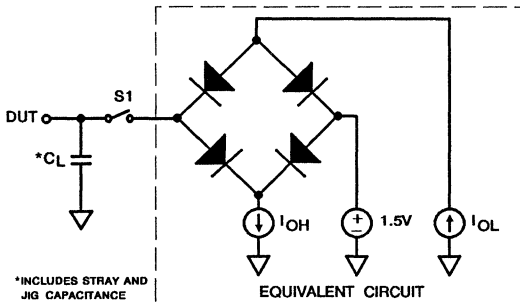 S1
DUT
*CL
IOH
+
−
1.5V
IOL
*INCLUDES STRAY AND
JIG CAPACITANCE
EQUIVALENT CIRCUIT